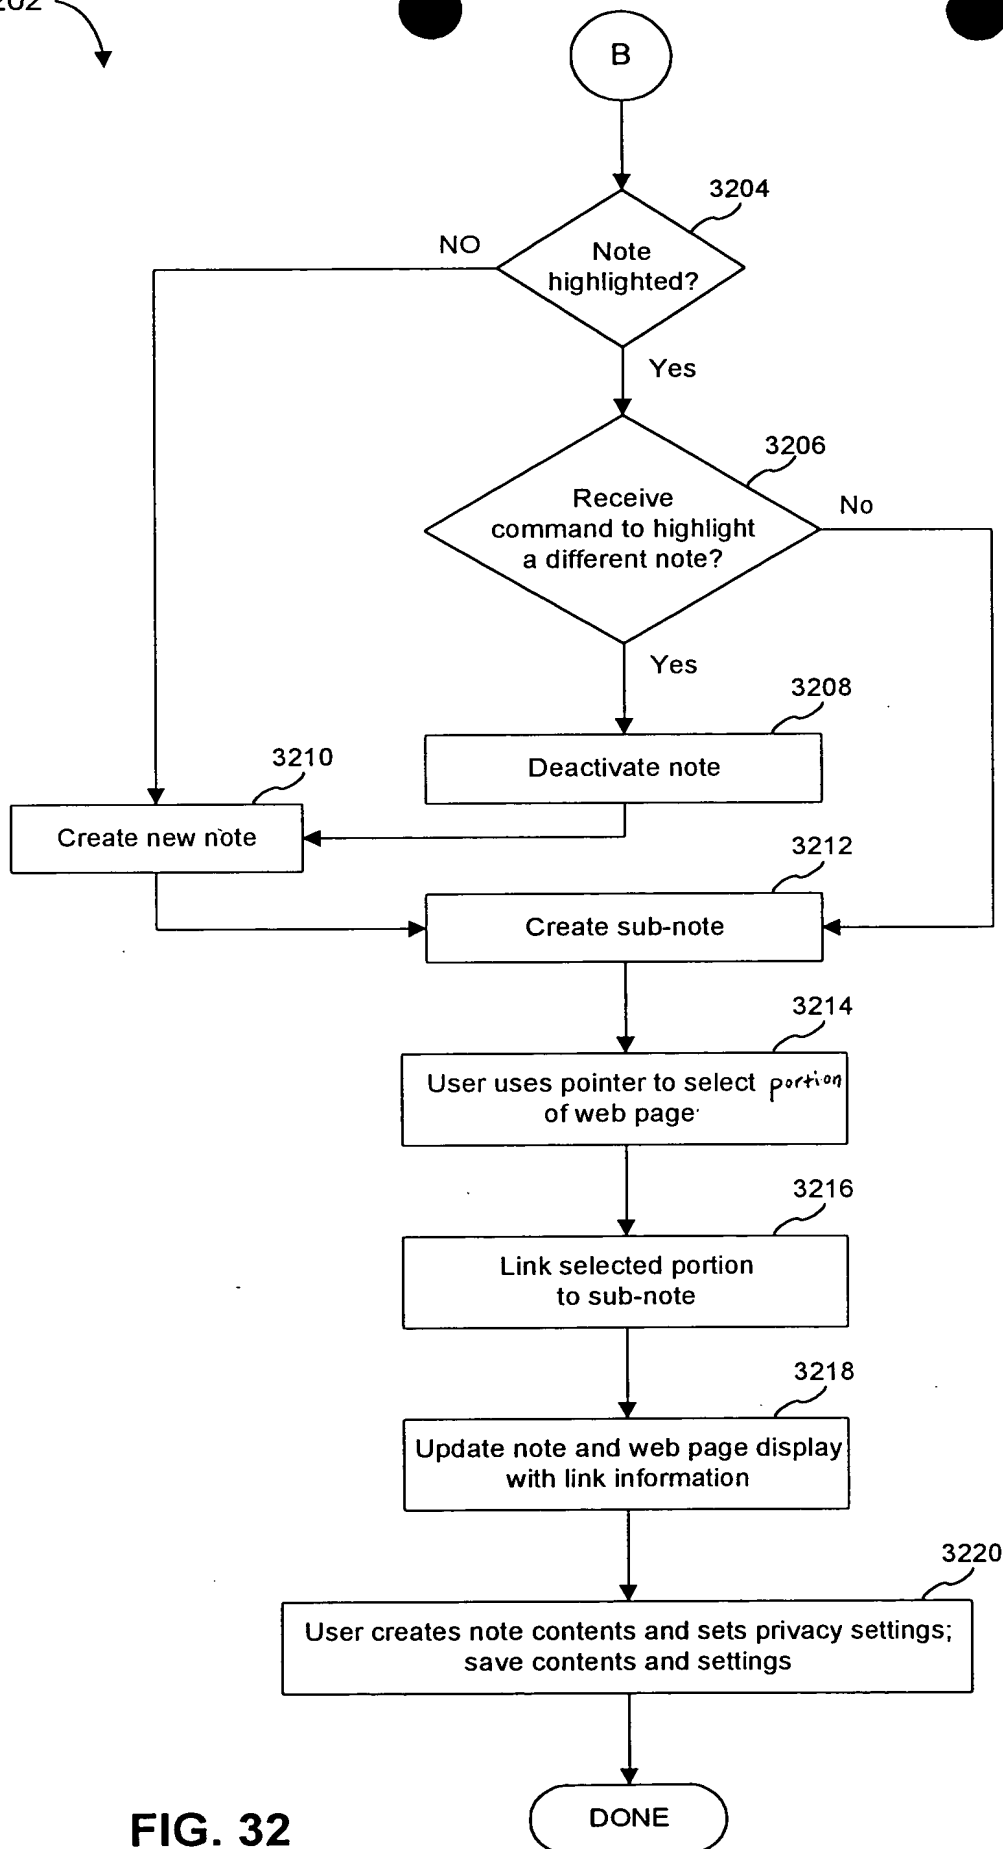 B
3204
NO
Note
highlighted?
Yes
3206
Receive
command to highlight
a different note?
No
Yes
3208
Deactivate note
3210
Create new note
3212
Create sub-note
3214
User uses pointer to select portion
of web page
3216
Link selected portion
to sub-note
3218
Update note and web page display
with link information
3220
User creates note contents and sets privacy settings;
save contents and settings
DONE
FIG. 32